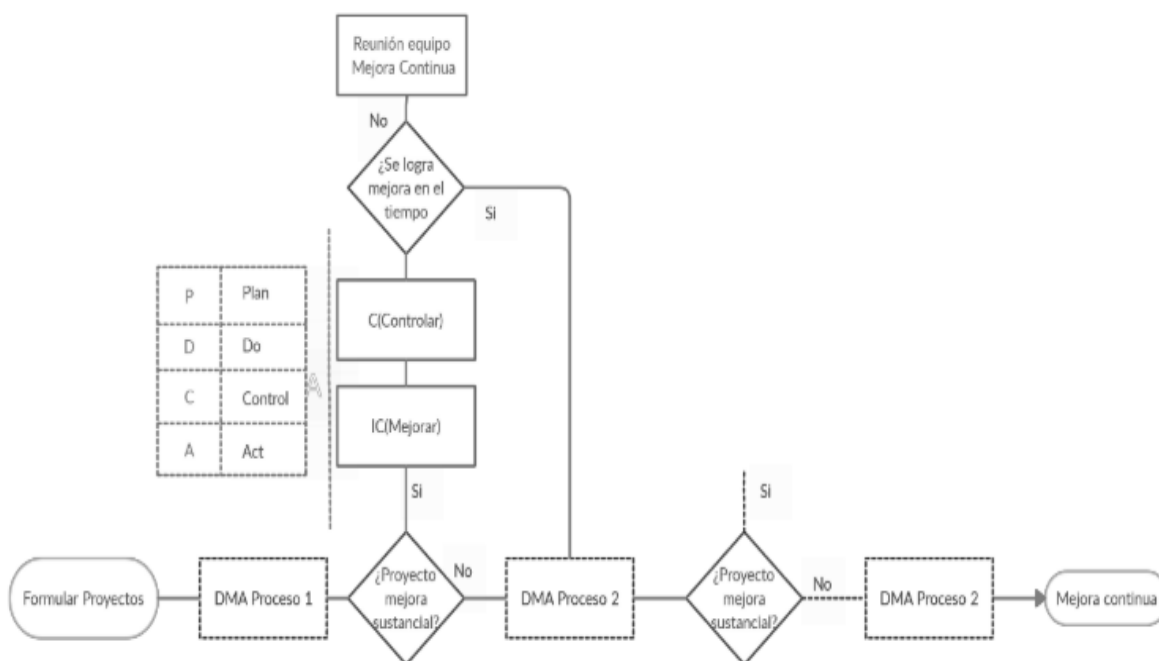 Reunión equipo
Mejora Continua
No
¿Se logra
mejora en el
tiempo
Si
P Plan
D Do
C Control
A Act
C(Controlar)
IC(Mejorar)
Si
Si
Formular Proyectos
DMA Proceso 1
¿Proyecto
mejora
sustancial?
No
DMA Proceso 2
¿Proyecto
mejora
sustancial?
No
DMA Proceso 2
Mejora continua